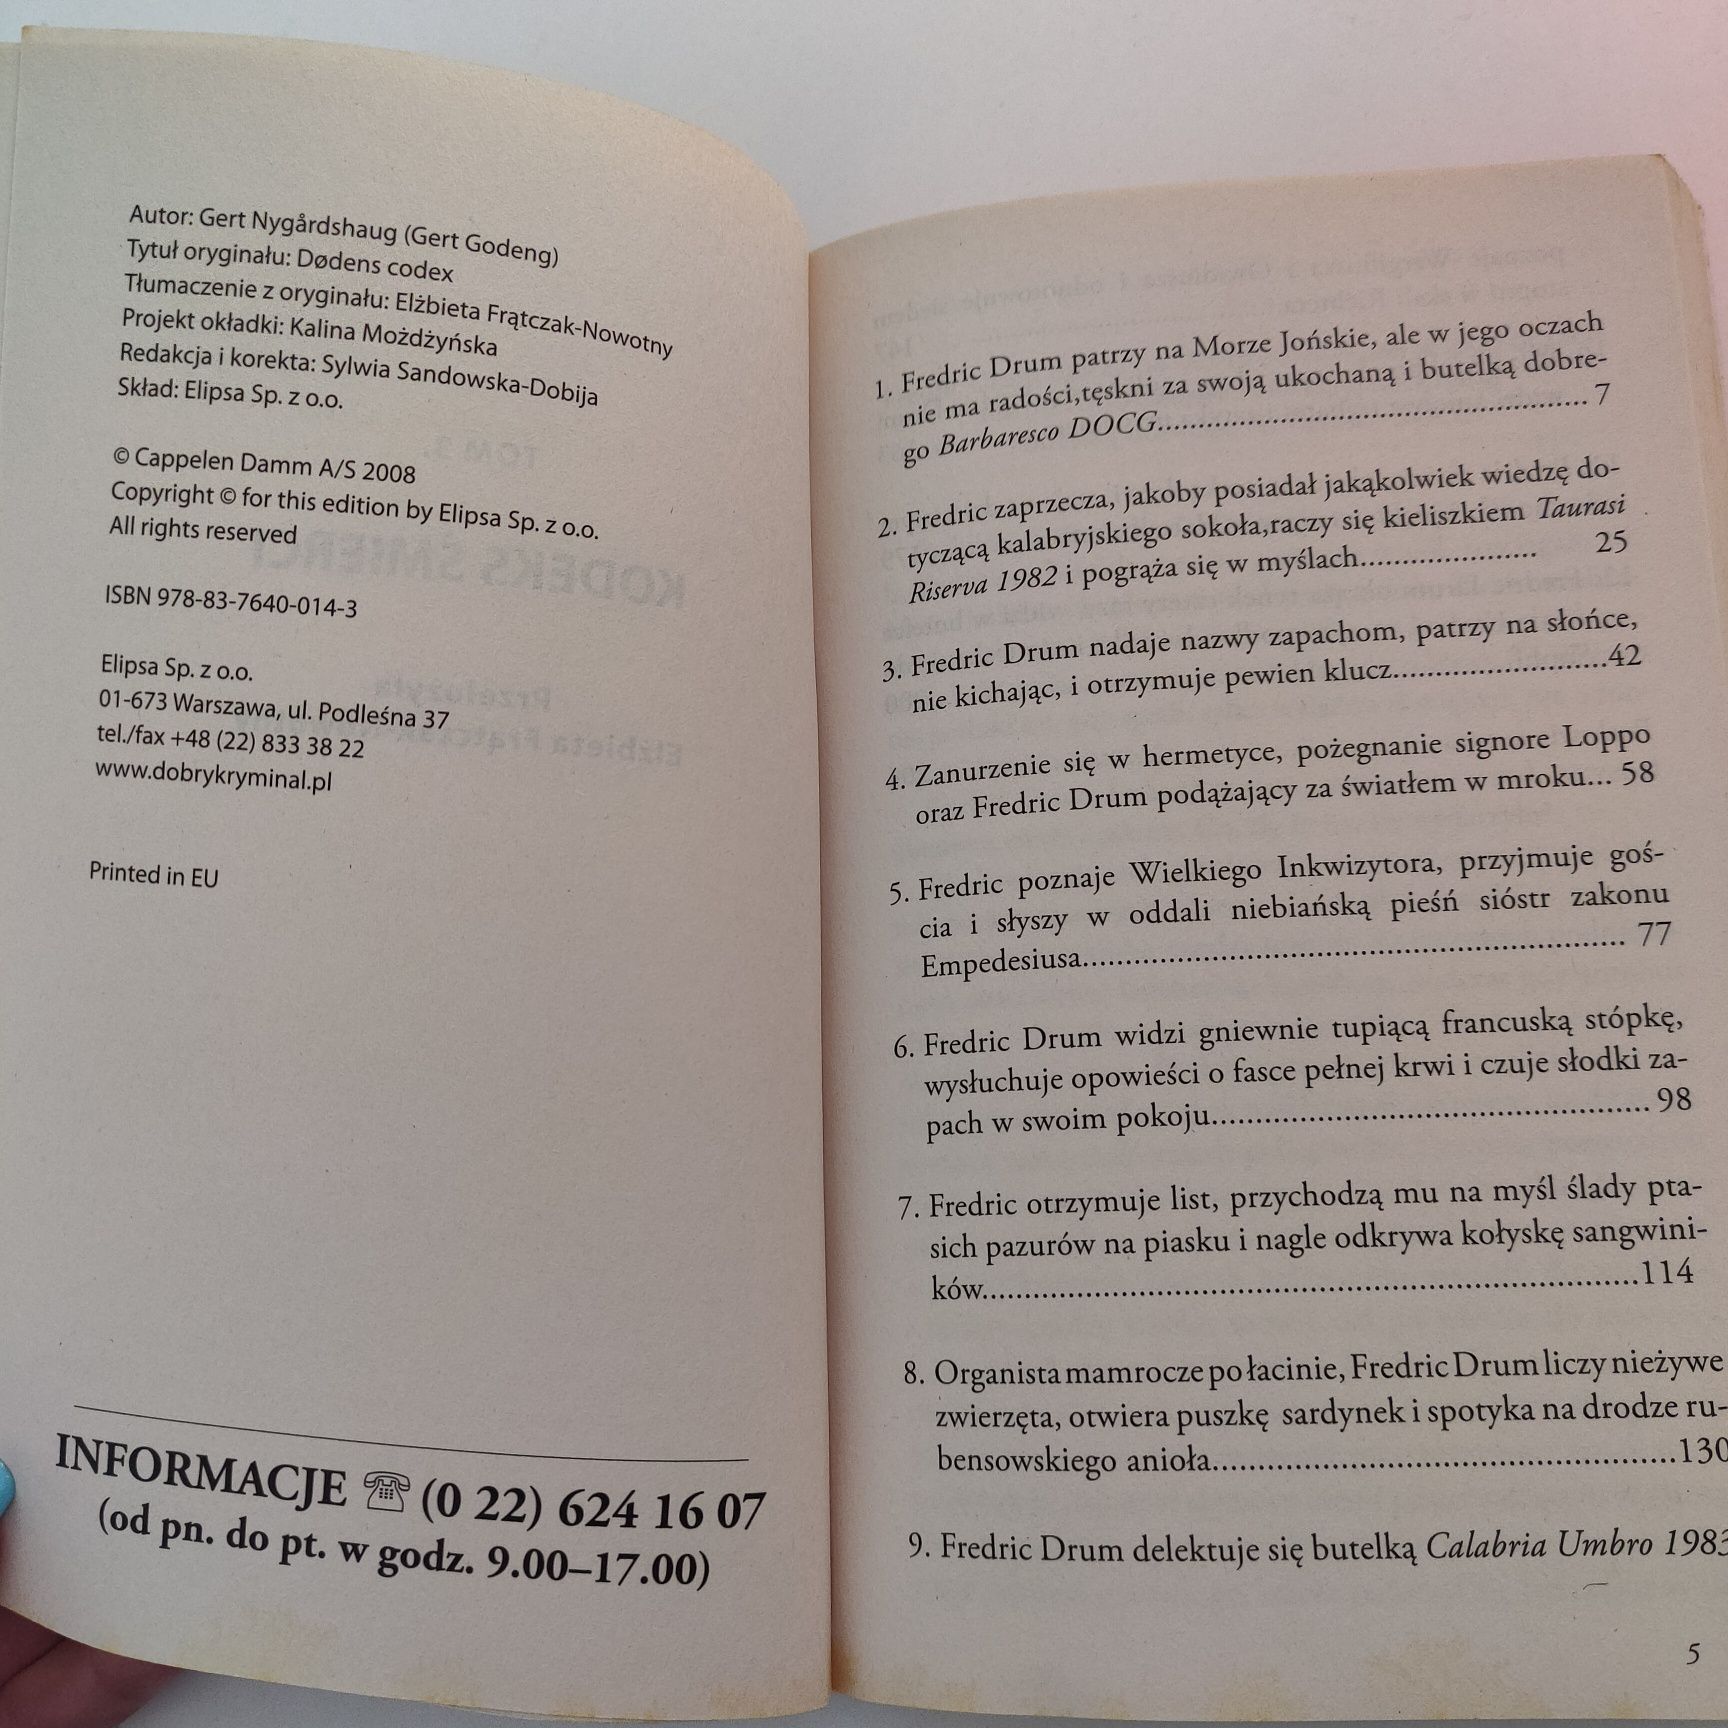 Autor: Gert Nygårdshaug (Gert Godeng)
Tytuł oryginału: Dødens codex
Tłumaczenie z oryginału: Elżbieta Frątczak-Nowotny
Projekt okładki: Kalina Możdżyńska
Redakcja i korekta: Sylwia Sandowska-Dobija
Skład: Elipsa Sp. z o.o.
© Cappelen Damm A/S 2008
Copyright © for this edition by Elipsa Sp. z o.o.
All rights reserved
ISBN 978-83-7640-014-3
Elipsa Sp. z o.o.
01-673 Warszawa, ul. Podleśna 37
tel./fax +48 (22) 833 38 22
www.dobrykryminal.pl
Printed in EU
INFORMACJE ☏ (0 22) 624 16 07
(od pn. do pt. w godz. 9.00–17.00)
1. Fredric Drum patrzy na Morze Jońskie, ale w jego oczach
nie ma radości,tęskni za swoją ukochaną i butelką dobre-
go Barbaresco DOCG.................................................... 7
2. Fredric zaprzecza, jakoby posiadał jakąkolwiek wiedzę do-
tyczącą kalabryjskiego sokoła,raczy się kieliszkiem Taurasi
Riserva 1982 i pogrąża się w myślach..................... 25
3. Fredric Drum nadaje nazwy zapachom, patrzy na słońce,
nie kichając, i otrzymuje pewien klucz.........................42
4. Zanurzenie się w hermetyce, pożegnanie signore Loppo
oraz Fredric Drum podążający za światłem w mroku... 58
5. Fredric poznaje Wielkiego Inkwizytora, przyjmuje goś-
cia i słyszy w oddali niebiańską pieśń sióstr zakonu
Empedesiusa................................................................ 77
6. Fredric Drum widzi gniewnie tupiącą francuską stópkę,
wysłuchuje opowieści o fasce pełnej krwi i czuje słodki za-
pach w swoim pokoju................................................... 98
7. Fredric otrzymuje list, przychodzą mu na myśl ślady pta-
sich pazurów na piasku i nagle odkrywa kołyskę sangwini-
ków.............................................................................114
8. Organista mamrocze po łacinie, Fredric Drum liczy nieżywe
zwierzęta, otwiera puszkę sardynek i spotyka na drodze ru-
bensowskiego anioła......................................................130
9. Fredric Drum delektuje się butelką Calabria Umbro 1983
5